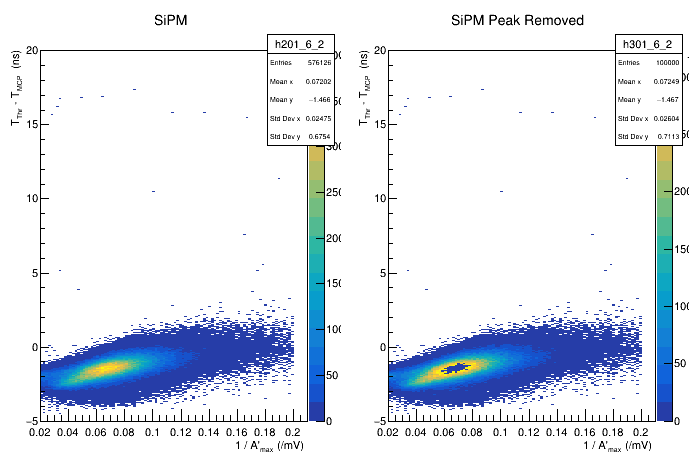 SiPM
h201_6_2
Entries 576126
Mean x 0.07202
Mean y −1.466
Std Dev x 0.02475
Std Dev y 0.6754
T_Thr - T_MCP (ns)
20
15
10
5
0
−5
0.02 0.04 0.06 0.08 0.1 0.12 0.14 0.16 0.18 0.2
1 / A'_max (/mV)
200
150
100
50
0
SiPM Peak Removed
h301_6_2
Entries 100000
Mean x 0.07249
Mean y −1.467
Std Dev x 0.02604
Std Dev y 0.7113
T_Thr - T_MCP (ns)
20
15
10
5
0
−5
0.02 0.04 0.06 0.08 0.1 0.12 0.14 0.16 0.18 0.2
1 / A'_max (/mV)
200
150
100
50
0